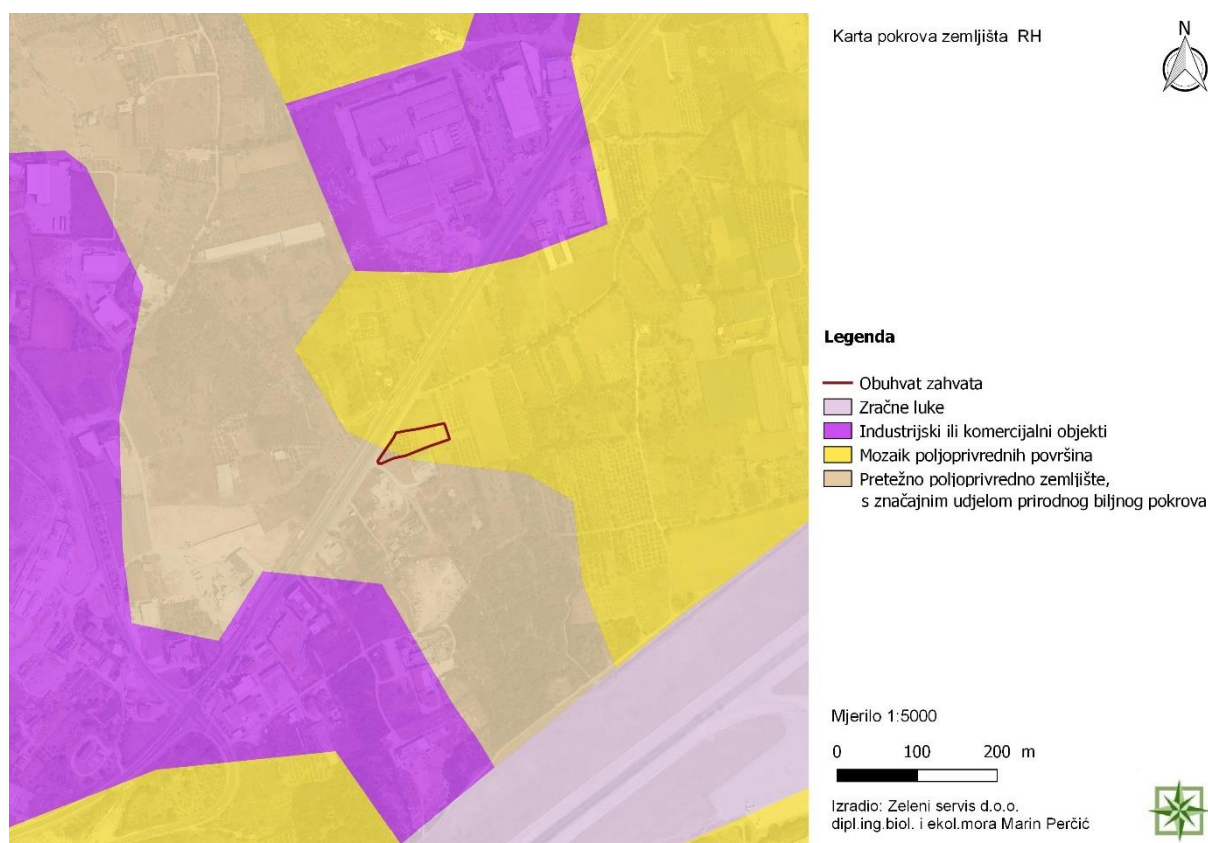 Karta pokrova zemljišta RH
N
Legenda
Obuhvat zahvata
Zračne luke
Industrijski ili komercijalni objekti
Mozaik poljoprivrednih površina
Pretežno poljoprivredno zemljište,
s značajnim udjelom prirodnog biljnog pokrova
Mjerilo 1:5000
0 100 200 m
Izradio: Zeleni servis d.o.o.
dipl.ing.biol. i ekol.mora Marin Perčić